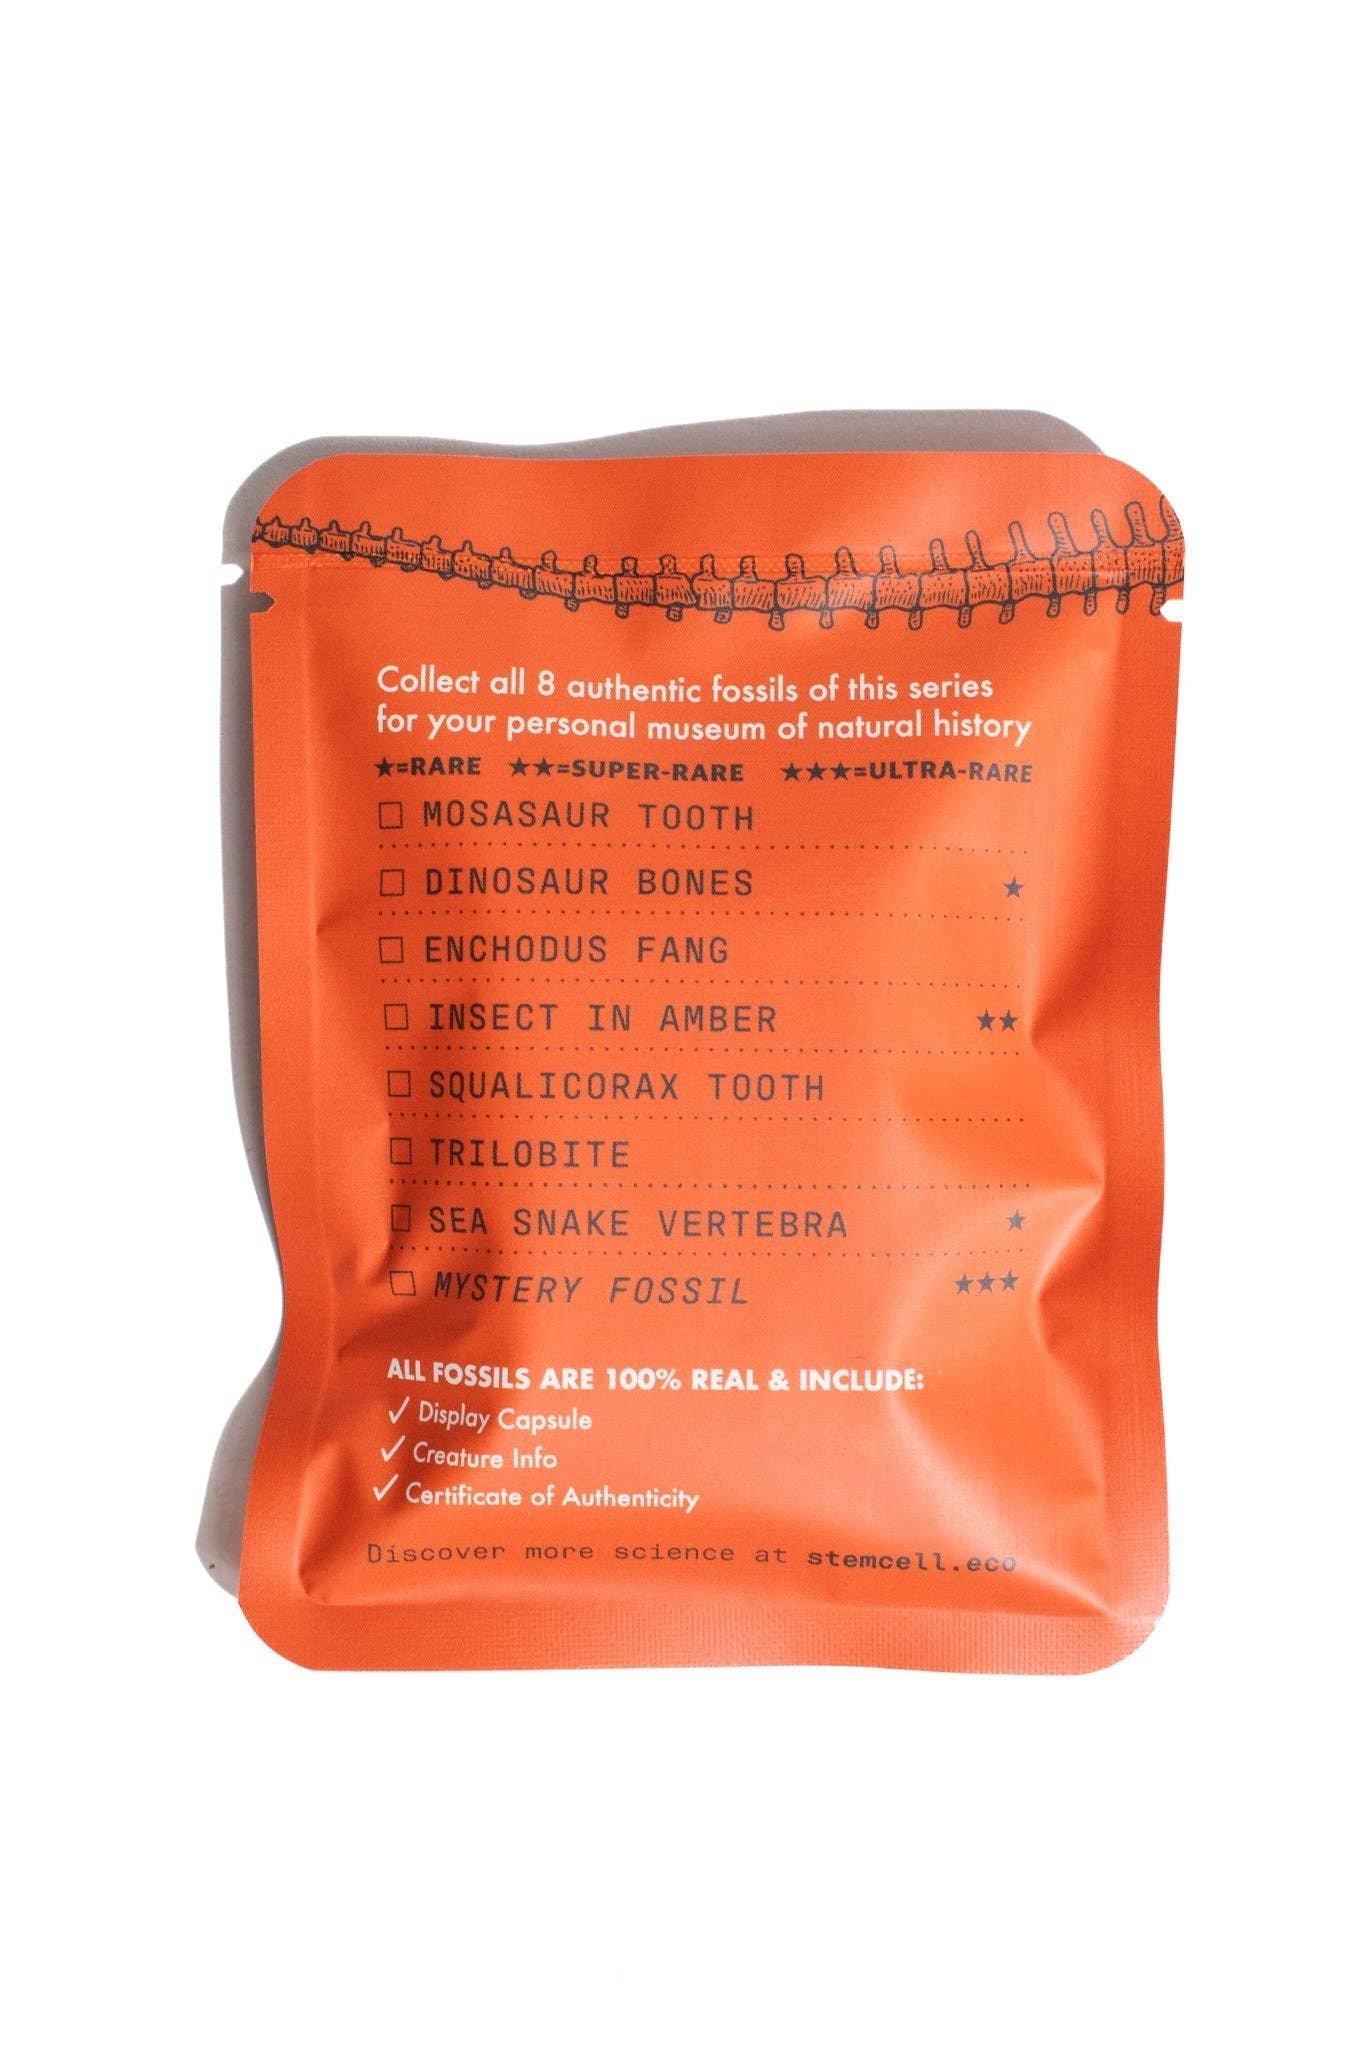 Collect all 8 authentic fossils of this series
for your personal museum of natural history
★=RARE ★★=SUPER-RARE ★★★=ULTRA-RARE
MOSASAUR TOOTH
DINOSAUR BONES ★
ENCHODUS FANG
INSECT IN AMBER ★★
SQUALICORAX TOOTH
TRILOBITE
SEA SNAKE VERTEBRA ★
MYSTERY FOSSIL ★★★
ALL FOSSILS ARE 100% REAL & INCLUDE:
✓ Display Capsule
✓ Creature Info
✓ Certificate of Authenticity
Discover more science at stemcell.eco